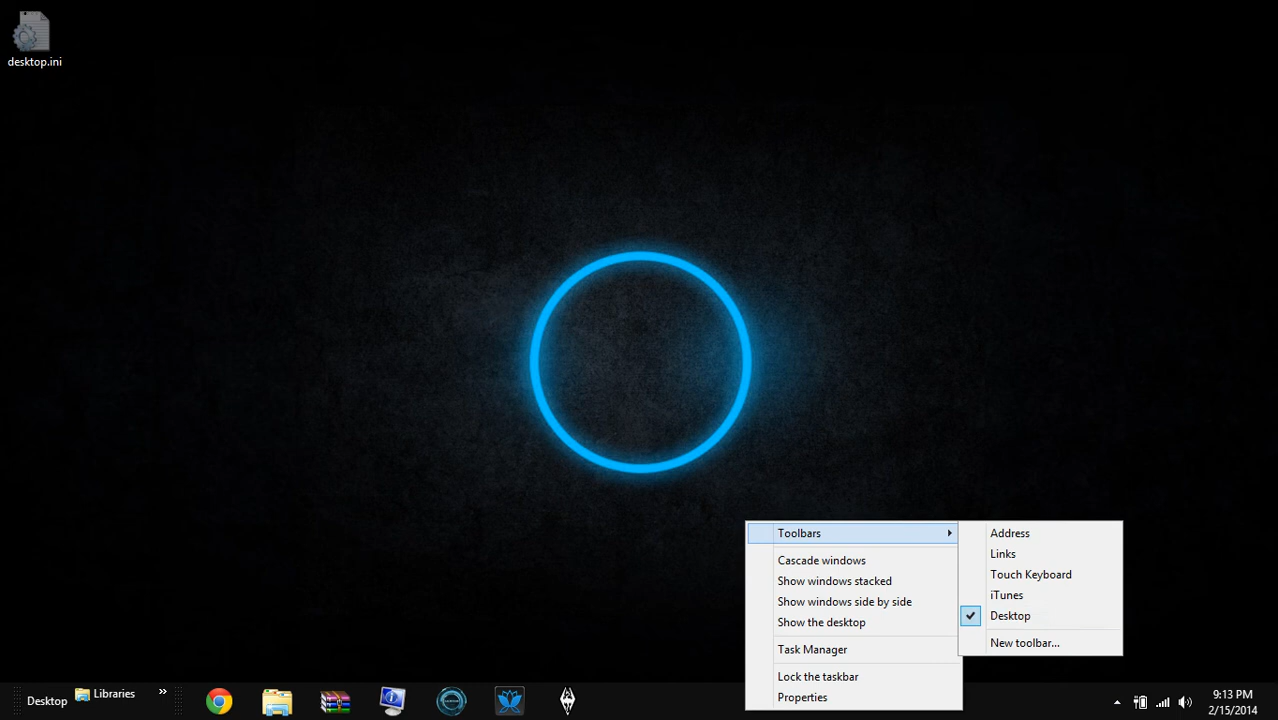 desktop.ini
Toolbars
Cascade windows
Show windows stacked
Show windows side by side
Show the desktop
Task Manager
Lock the taskbar
Properties
Address
Links
Touch Keyboard
iTunes
Desktop
New toolbar...
Desktop
Libraries
»
9:13 PM
2/15/2014